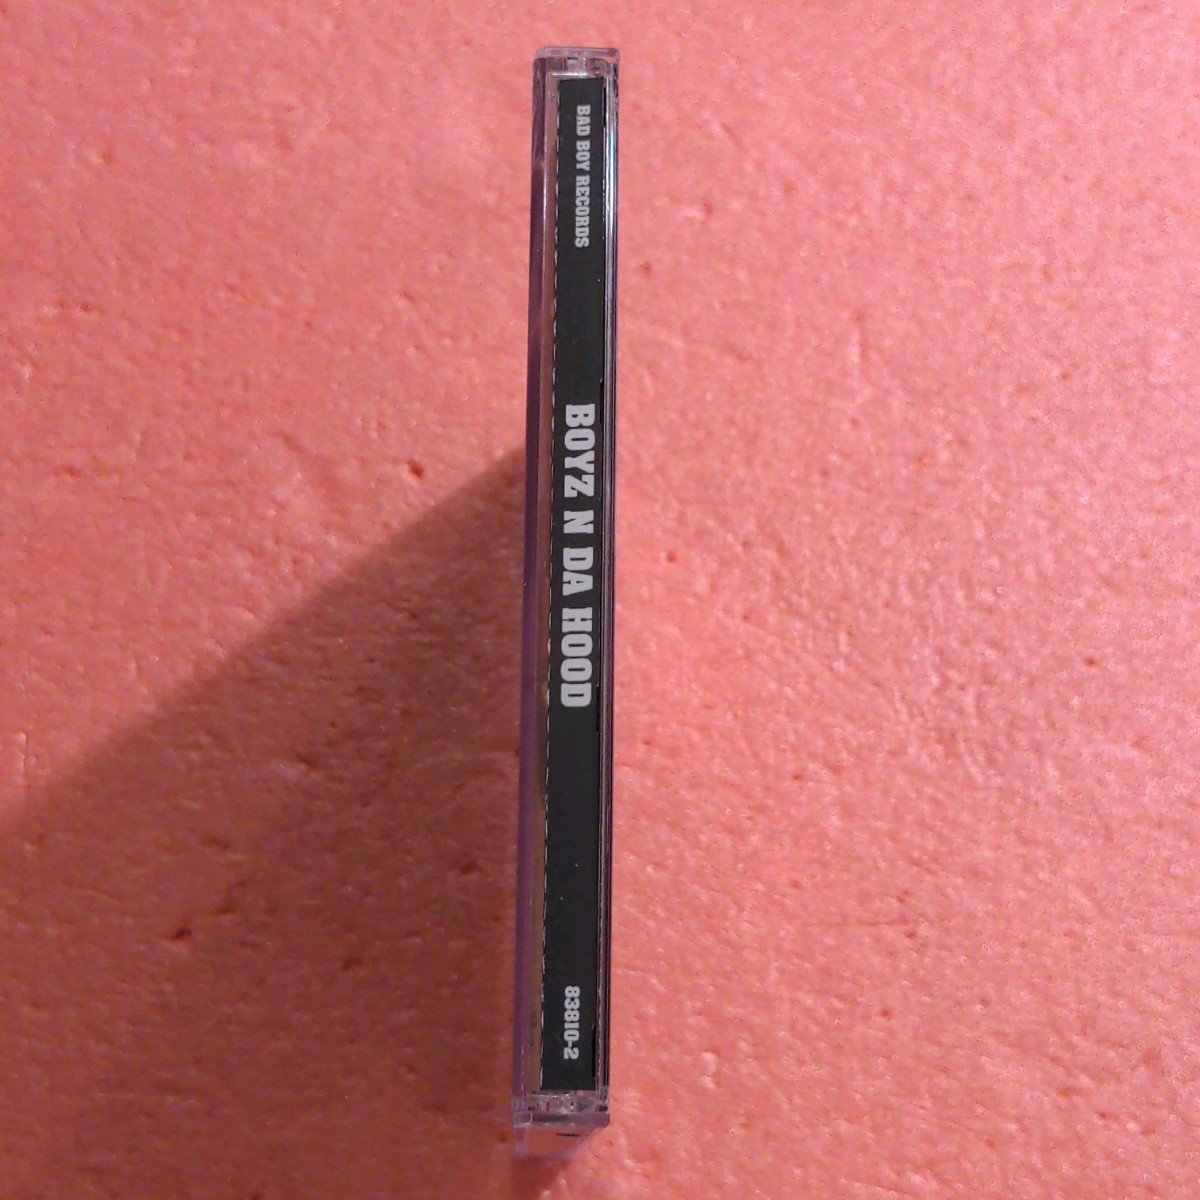 BAD BOY RECORDS
BOYZ N DA HOOD
83810-2